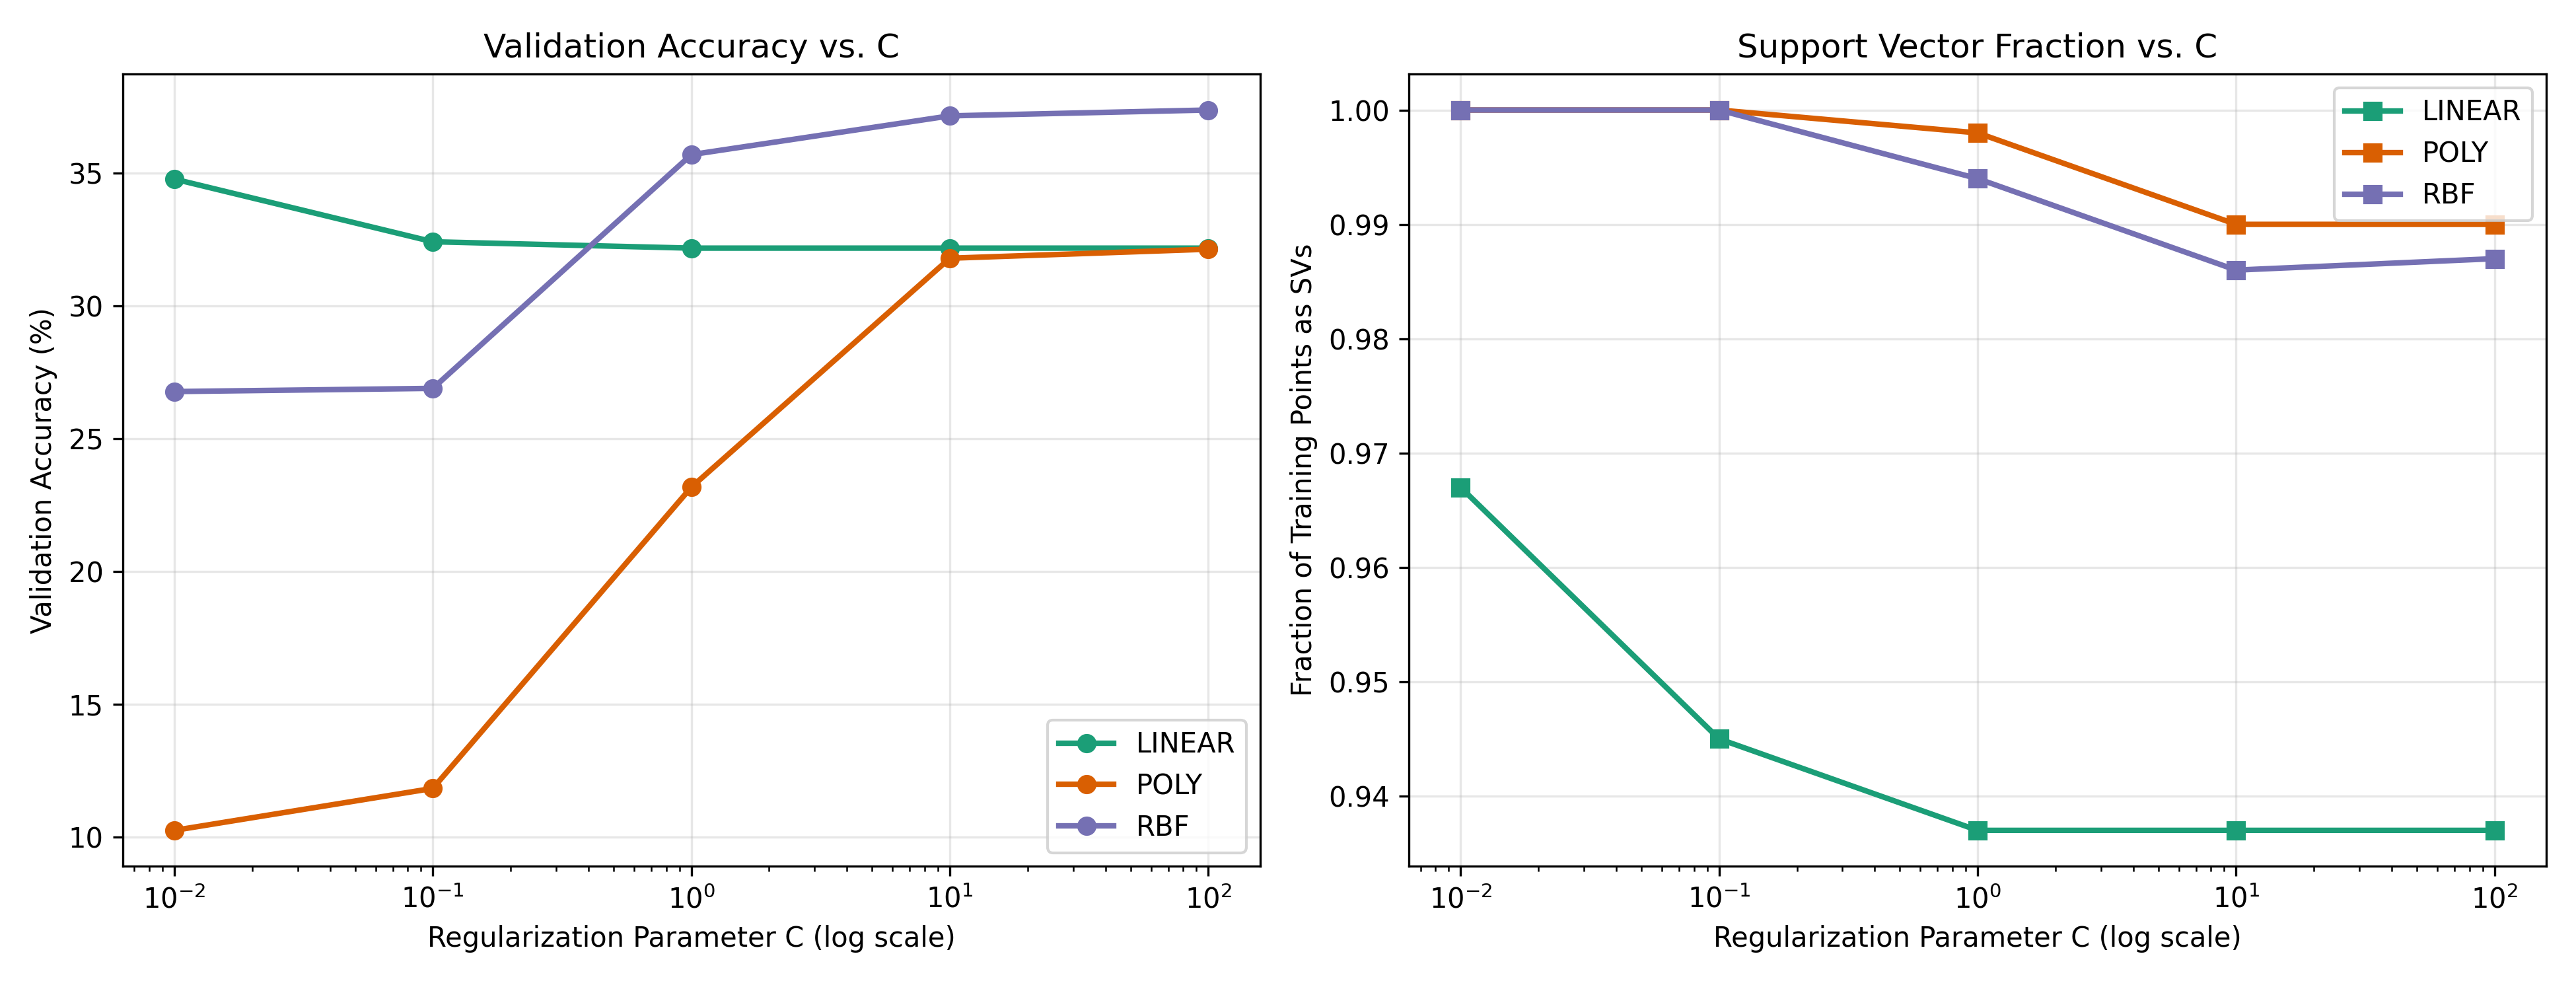 Validation Accuracy vs. C
Validation Accuracy (%)
35
30
25
20
15
10
10⁻²
10⁻¹
10⁰
10¹
10²
Regularization Parameter C (log scale)
LINEAR
POLY
RBF
Support Vector Fraction vs. C
Fraction of Training Points as SVs
1.00
0.99
0.98
0.97
0.96
0.95
0.94
10⁻²
10⁻¹
10⁰
10¹
10²
Regularization Parameter C (log scale)
LINEAR
POLY
RBF